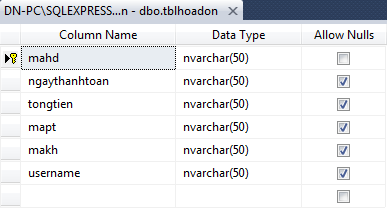 DN-PC\SQLEXPRESS...n - dbo.tblhoadon
Column Name Data Type Allow Nulls
mahd nvarchar(50)
ngaythanhtoan nvarchar(50)
tongtien nvarchar(50)
mapt nvarchar(50)
makh nvarchar(50)
username nvarchar(50)